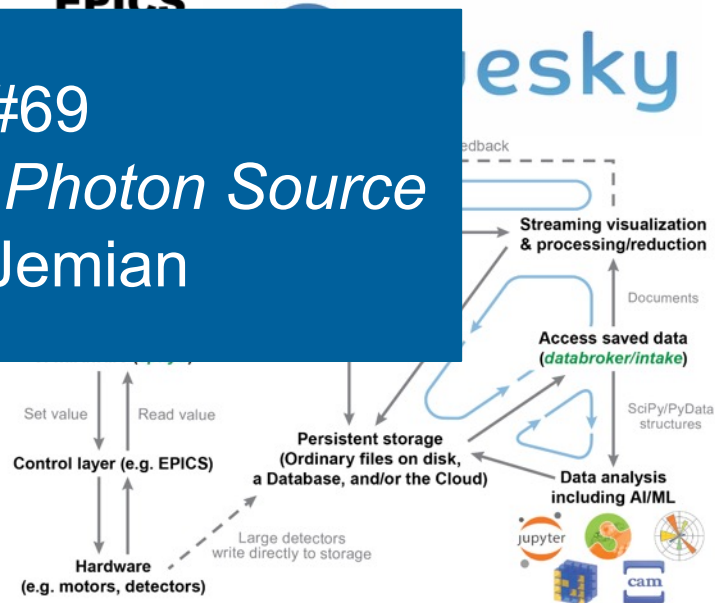 EPICS
esky
#69
Photon Source
Jemian
edback
Streaming visualization
& processing/reduction
Documents
Access saved data
(databroker/intake)
Set value
Read value
SciPy/PyData
structures
Persistent storage
(Ordinary files on disk,
a Database, and/or the Cloud)
Control layer (e.g. EPICS)
Data analysis
including AI/ML
Large detectors
write directly to storage
jupyter
Hardware
(e.g. motors, detectors)
cam